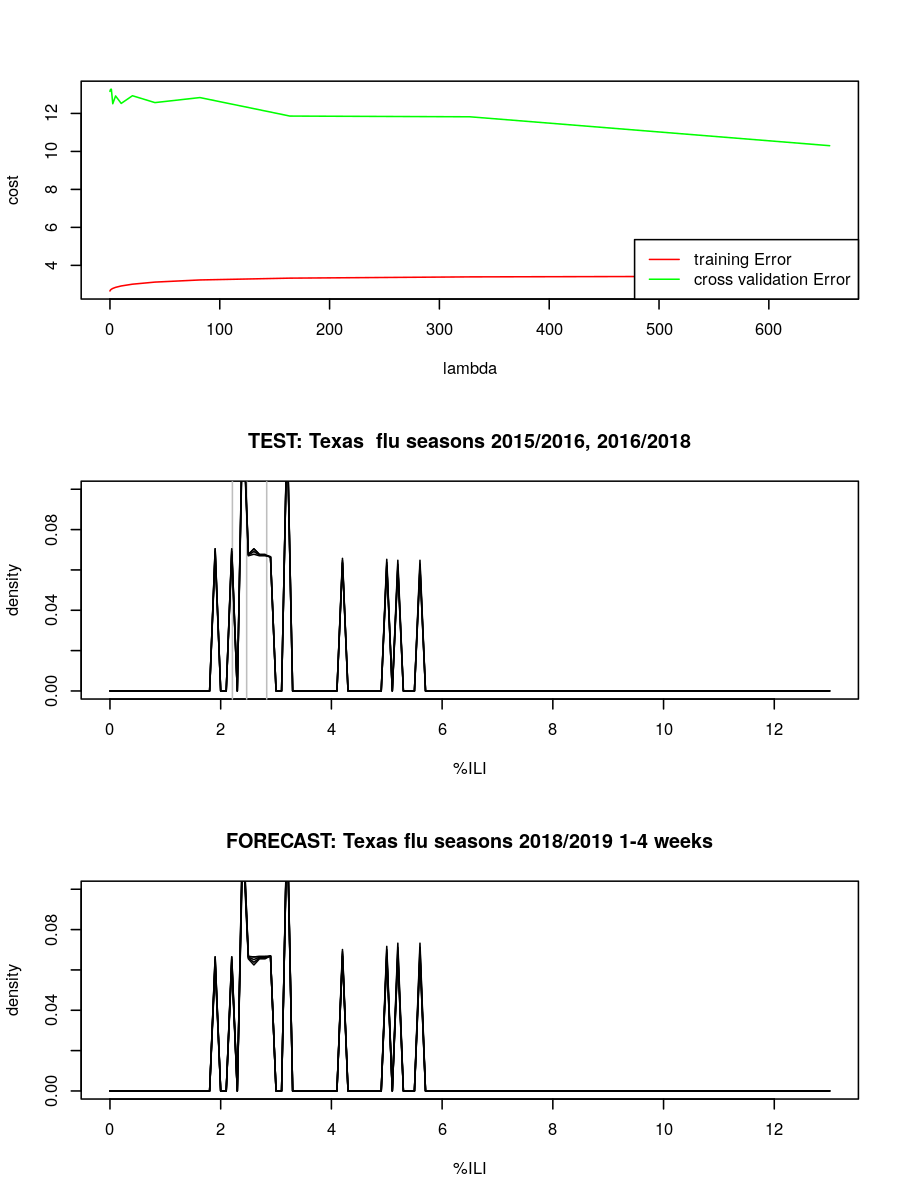 12
10
8
6
4
cost
training Error
cross validation Error
0 100 200 300 400 500 600
lambda
TEST: Texas  flu seasons 2015/2016, 2016/2018
0.08
0.04
0.00
density
0 2 4 6 8 10 12
%ILI
FORECAST: Texas flu seasons 2018/2019 1-4 weeks
0.08
0.04
0.00
density
0 2 4 6 8 10 12
%ILI